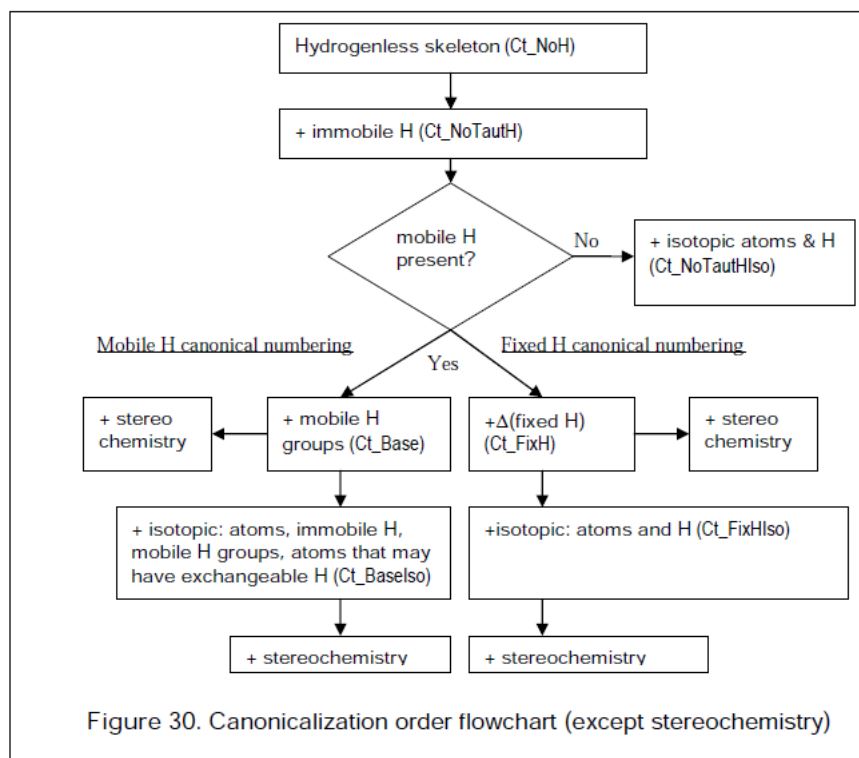 Hydrogenless skeleton (Ct_NoH)
+ immobile H (Ct_NoTautH)
mobile H
present?
No
+ isotopic atoms & H
(Ct_NoTautHIso)
Mobile H canonical numbering
Fixed H canonical numbering
Yes
+ stereo
chemistry
+ mobile H
groups (Ct_Base)
+Δ(fixed H)
(Ct_FixH)
+ stereo
chemistry
+ isotopic: atoms, immobile H,
mobile H groups, atoms that may
have exchangeable H (Ct_BaseIso)
+isotopic: atoms and H (Ct_FixHIso)
+ stereochemistry
+ stereochemistry
Figure 30. Canonicalization order flowchart (except stereochemistry)